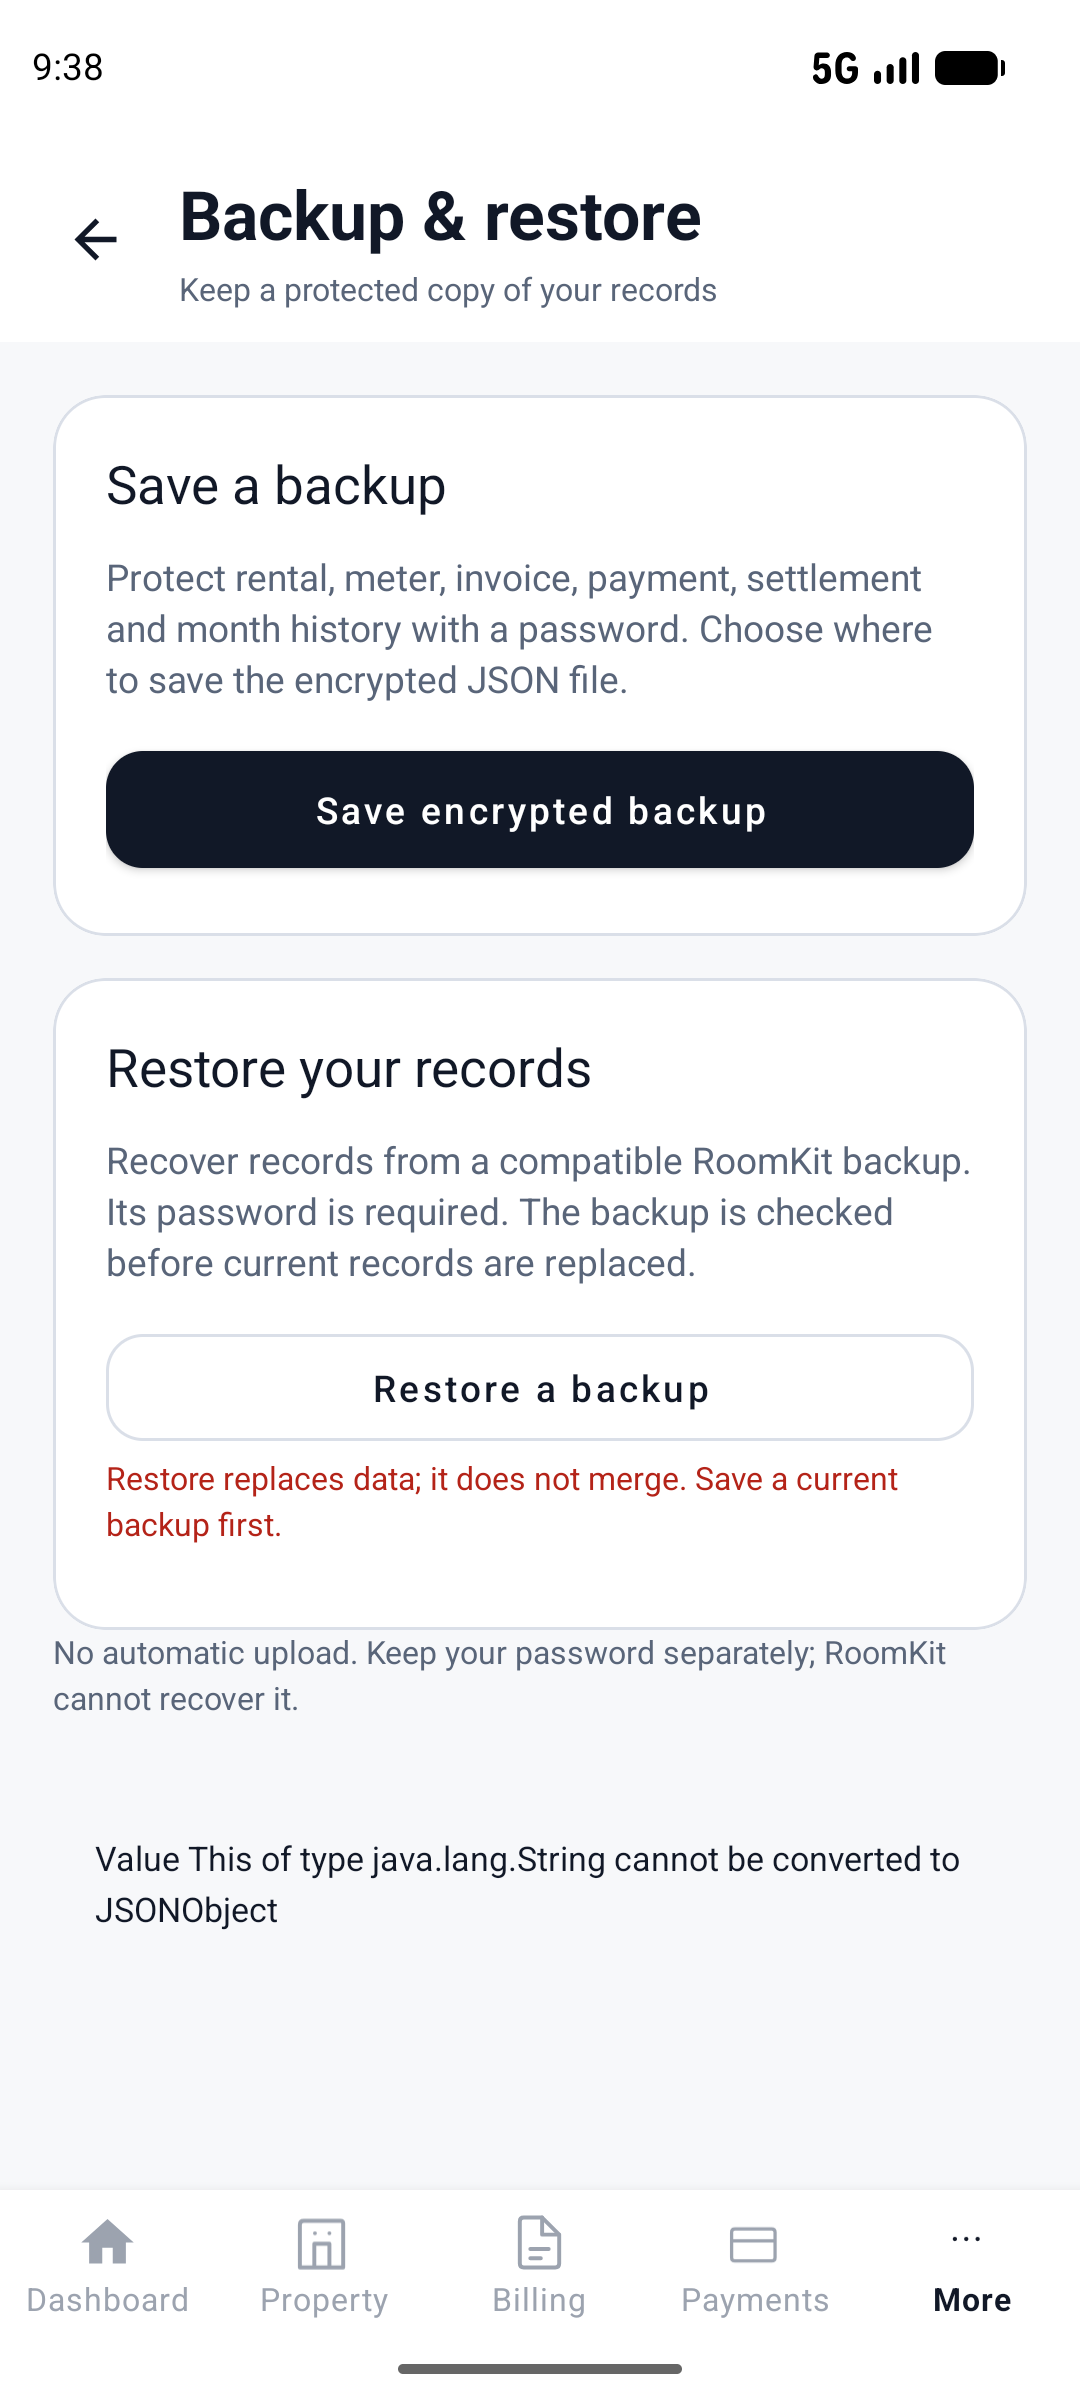 9:38
5G
Backup & restore
Keep a protected copy of your records
Save a backup
Protect rental, meter, invoice, payment, settlement
and month history with a password. Choose where
to save the encrypted JSON file.
Save encrypted backup
Restore your records
Recover records from a compatible RoomKit backup.
Its password is required. The backup is checked
before current records are replaced.
Restore a backup
Restore replaces data; it does not merge. Save a current
backup first.
No automatic upload. Keep your password separately; RoomKit
cannot recover it.
Value This of type java.lang.String cannot be converted to
JSONObject
Dashboard
Property
Billing
Payments
More